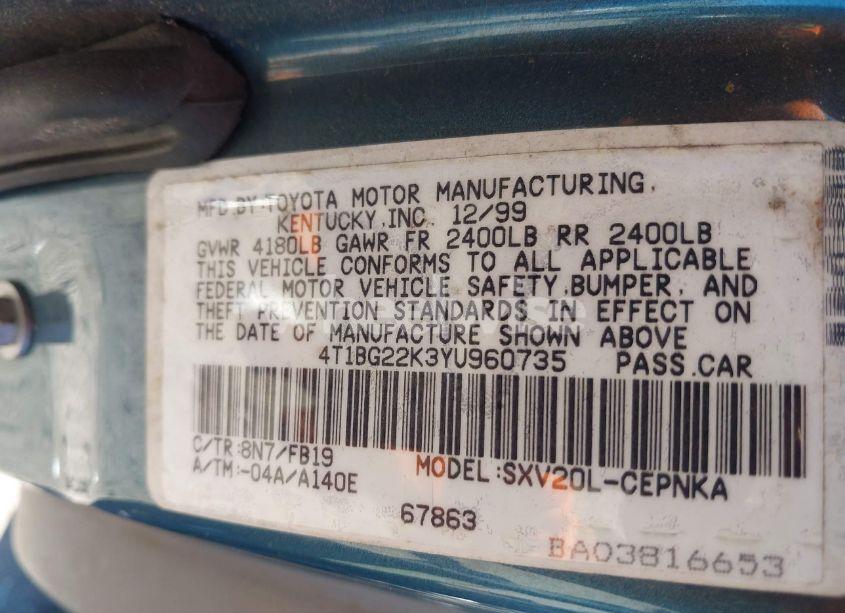 MFD.BY:TOYOTA MOTOR MANUFACTURING,
KENTUCKY,INC. 12/99
GVWR 4180LB GAWR FR 2400LB RR 2400LB
THIS VEHICLE CONFORMS TO ALL APPLICABLE
FEDERAL MOTOR VEHICLE SAFETY,BUMPER, AND
THEFT PREVENTION STANDARDS IN EFFECT ON
THE DATE OF MANUFACTURE SHOWN ABOVE
4T1BG22K3YU960735 PASS.CAR
C/TR:8N7/FB19
A/TM:-04A/A140E
MODEL:SXV20L-CEPNKA
67863
BA03816653